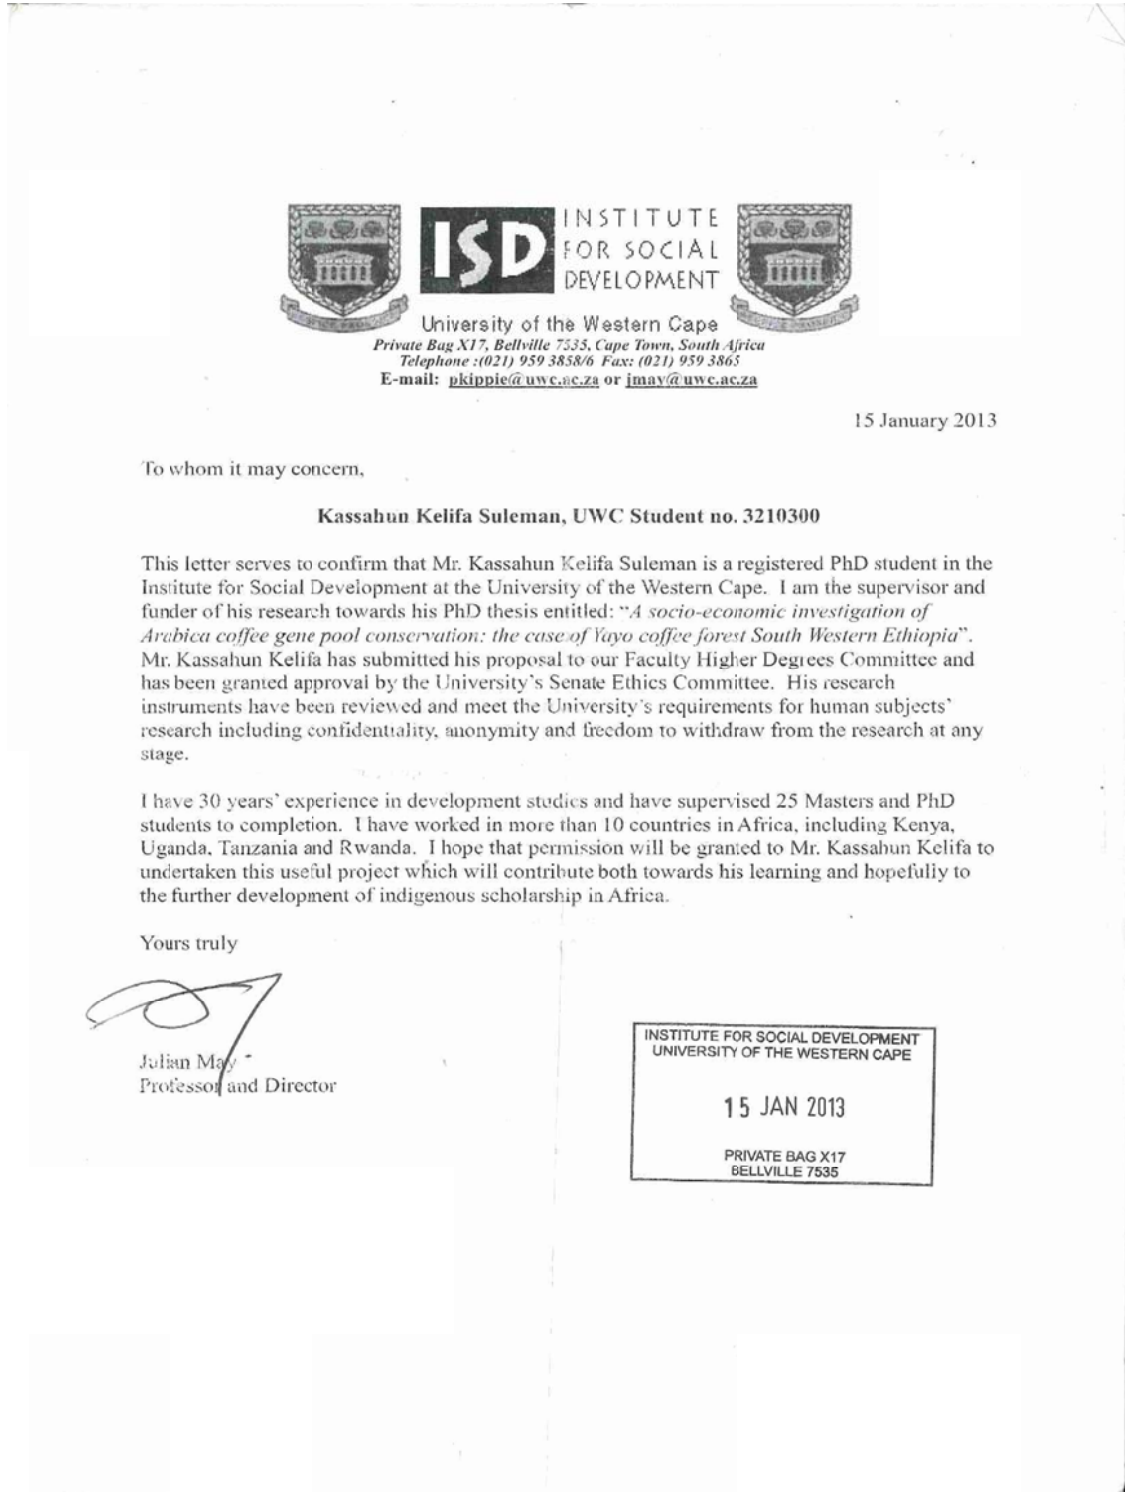 ISD
INSTITUTE
FOR SOCIAL
DEVELOPMENT
University of the Western Cape
Private Bag X17, Bellville 7535, Cape Town, South Africa
Telephone :(021) 959 3858/6 Fax: (021) 959 3865
E-mail: pkippie@uwc.ac.za or jmay@uwc.ac.za
15 January 2013
To whom it may concern,
Kassahun Kelifa Suleman, UWC Student no. 3210300
This letter serves to confirm that Mr. Kassahun Kelifa Suleman is a registered PhD student in the
Institute for Social Development at the University of the Western Cape. I am the supervisor and
funder of his research towards his PhD thesis entitled: “A socio-economic investigation of
Arabica coffee gene pool conservation: the case of Yayo coffee forest South Western Ethiopia”.
Mr. Kassahun Kelifa has submitted his proposal to our Faculty Higher Degrees Committee and
has been granted approval by the University’s Senate Ethics Committee. His research
instruments have been reviewed and meet the University’s requirements for human subjects’
research including confidentiality, anonymity and freedom to withdraw from the research at any
stage.
I have 30 years’ experience in development studies and have supervised 25 Masters and PhD
students to completion. I have worked in more than 10 countries in Africa, including Kenya,
Uganda, Tanzania and Rwanda. I hope that permission will be granted to Mr. Kassahun Kelifa to
undertaken this useful project which will contribute both towards his learning and hopefully to
the further development of indigenous scholarship in Africa.
Yours truly
Julian May
Professor and Director
INSTITUTE FOR SOCIAL DEVELOPMENT
UNIVERSITY OF THE WESTERN CAPE
15 JAN 2013
PRIVATE BAG X17
BELLVILLE 7535